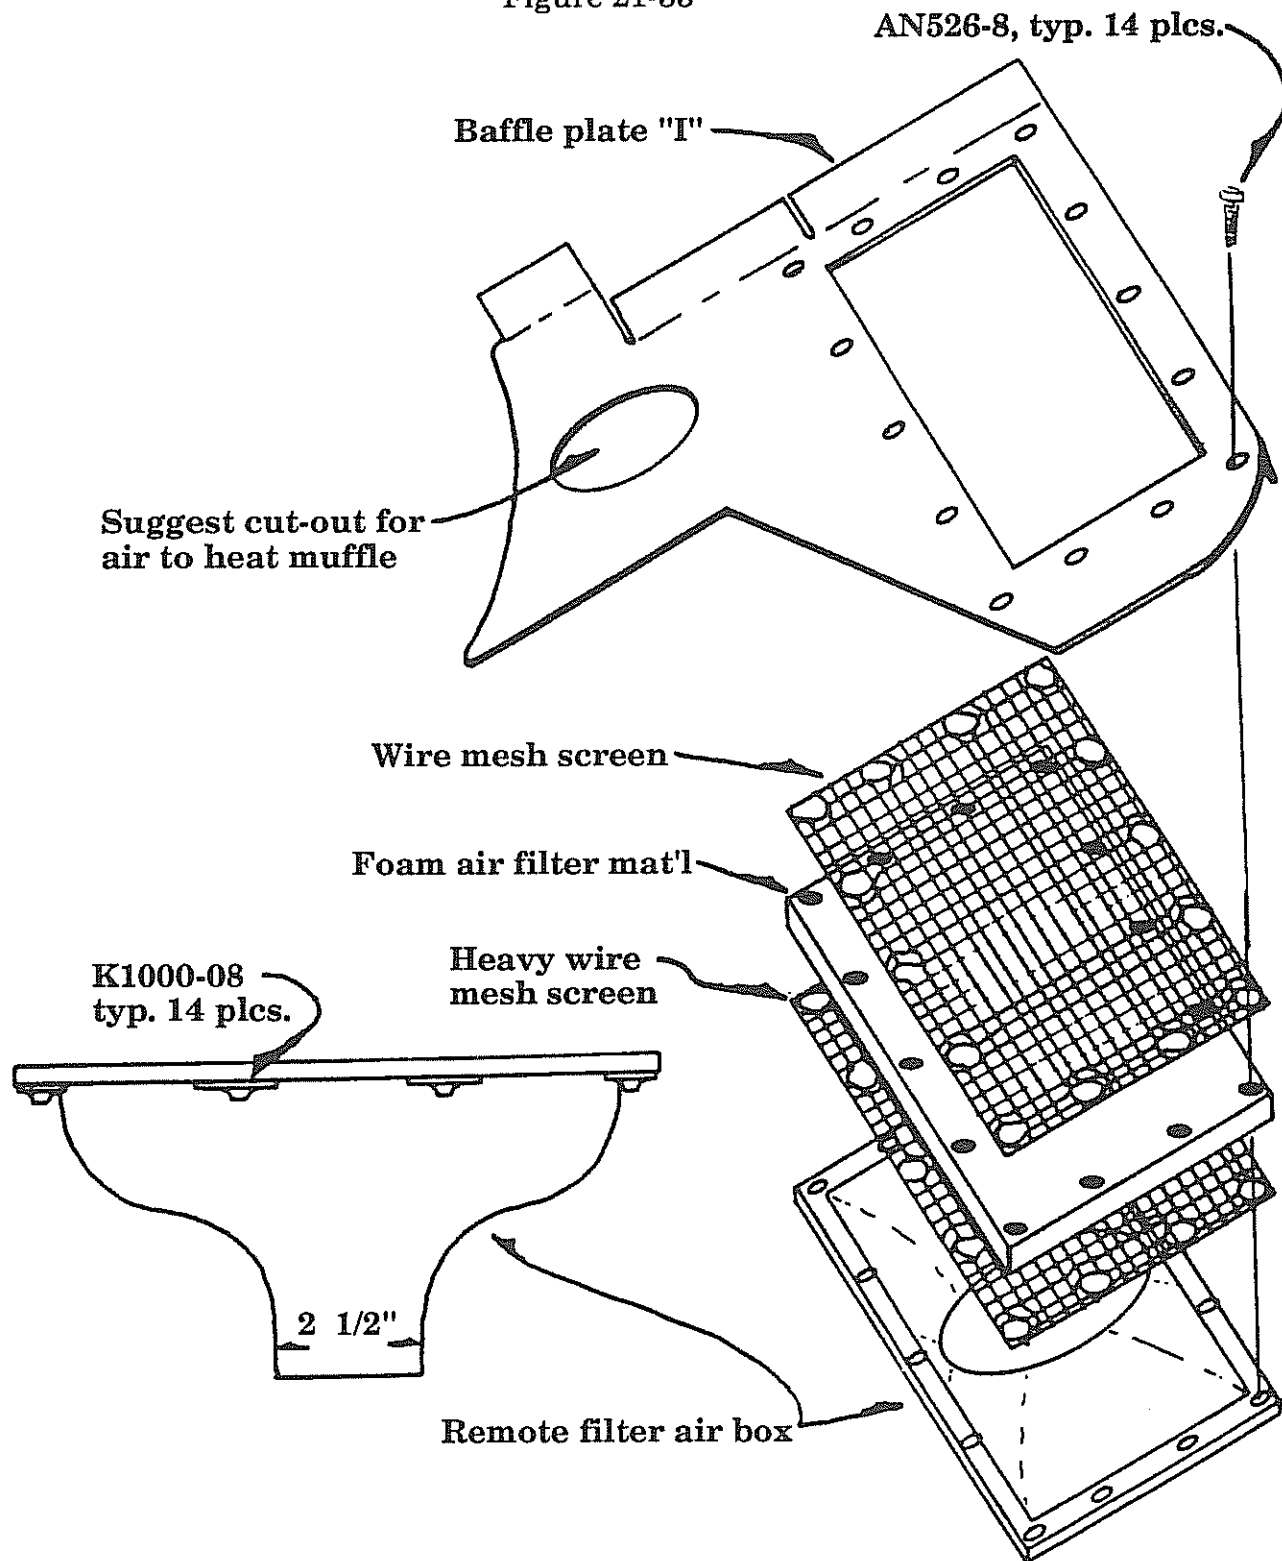 AN526-8, typ. 14 plcs.
Baffle plate "I"
Suggest cut-out for
air to heat muffle
Wire mesh screen
Foam air filter mat'l
Heavy wire
mesh screen
K1000-08
typ. 14 plcs.
2 1/2"
Remote filter air box